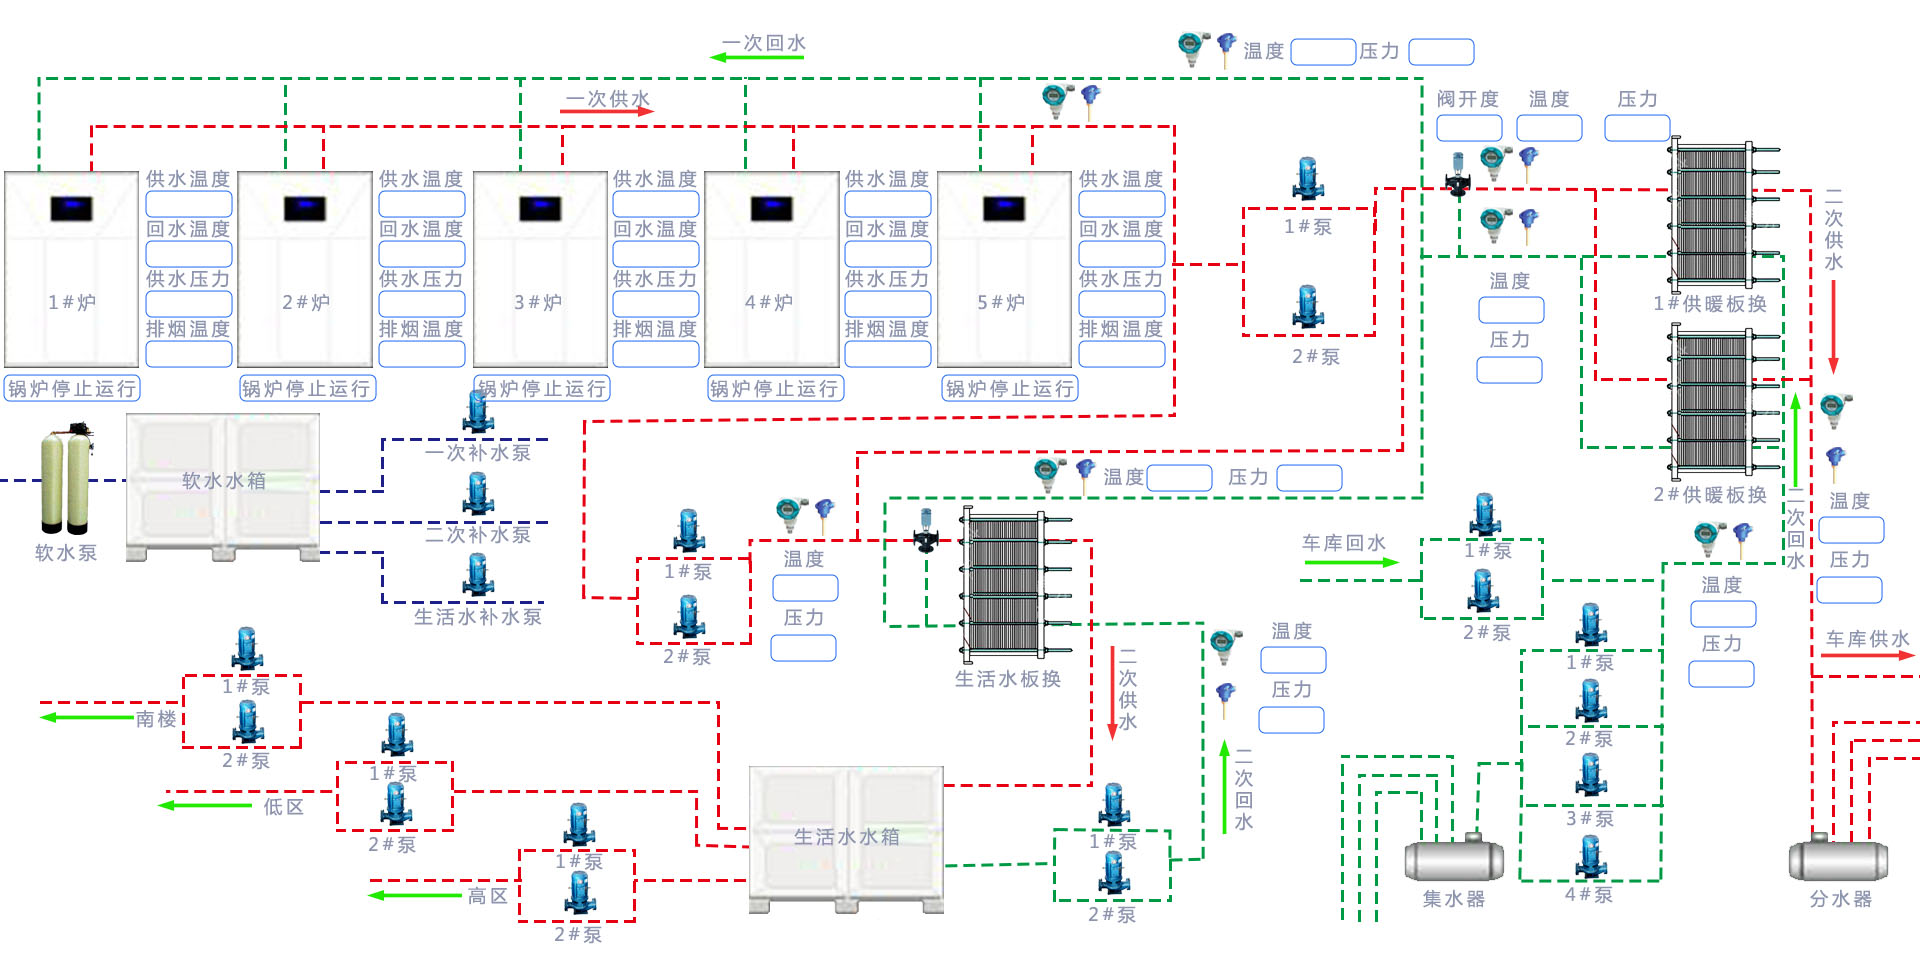 一次回水
温度
压力
一次供水
阀开度
温度
压力
供水温度
回水温度
供水压力
排烟温度
1#炉
锅炉停止运行
供水温度
回水温度
供水压力
排烟温度
2#炉
锅炉停止运行
供水温度
回水温度
供水压力
排烟温度
3#炉
锅炉停止运行
供水温度
回水温度
供水压力
排烟温度
4#炉
锅炉停止运行
供水温度
回水温度
供水压力
排烟温度
5#炉
锅炉停止运行
1#泵
2#泵
温度
压力
1#供暖板换
2#供暖板换
二次供水
二次回水
温度
压力
软水泵
软水水箱
一次补水泵
二次补水泵
生活水补水泵
1#泵
2#泵
温度
压力
温度
压力
生活水板换
二次供水
温度
压力
二次回水
车库回水
1#泵
2#泵
温度
压力
车库供水
1#泵
2#泵
3#泵
4#泵
集水器
分水器
南楼
1#泵
2#泵
低区
1#泵
2#泵
高区
1#泵
2#泵
生活水水箱
1#泵
2#泵